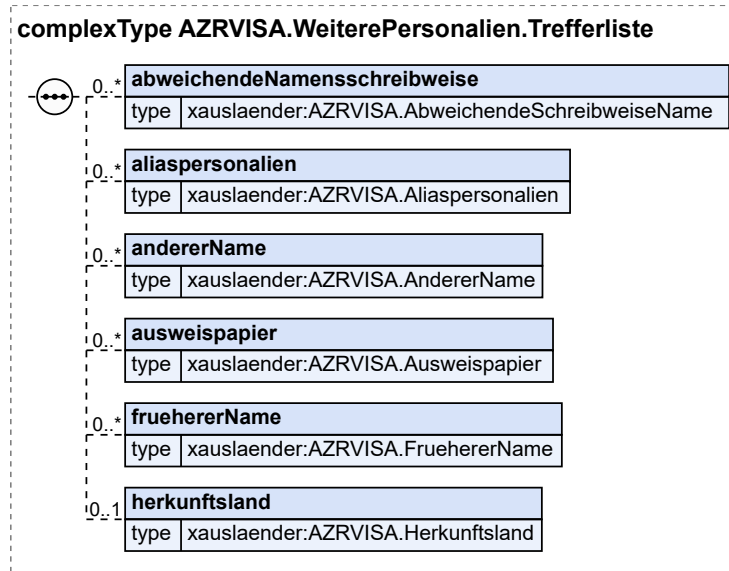 complexType AZRVISA.WeiterePersonalien.Trefferliste
0..* abweichendeNamensschreibweise
type xauslaender:AZRVISA.AbweichendeSchreibweiseName
0..* aliaspersonalien
type xauslaender:AZRVISA.Aliaspersonalien
0..* andererName
type xauslaender:AZRVISA.AndererName
0..* ausweispapier
type xauslaender:AZRVISA.Ausweispapier
0..* fruehererName
type xauslaender:AZRVISA.FruehererName
0..1 herkunftsland
type xauslaender:AZRVISA.Herkunftsland